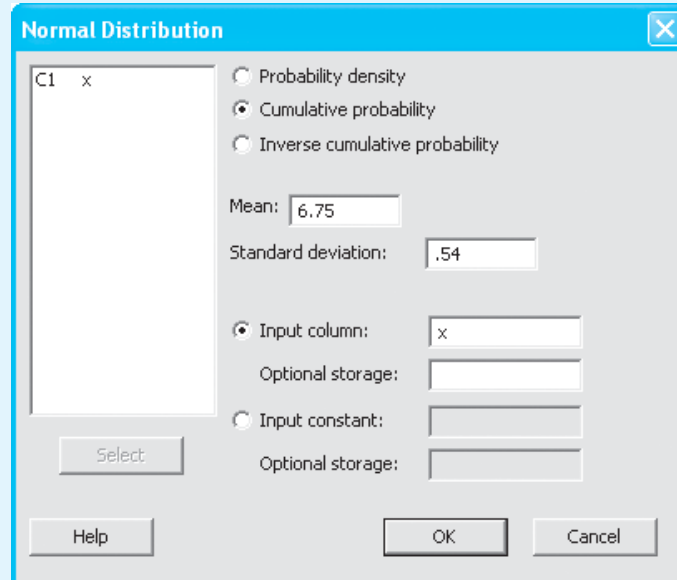 Normal Distribution
C1 x
Probability density
Cumulative probability
Inverse cumulative probability
Mean: 6.75
Standard deviation: .54
Input column: x
Optional storage:
Input constant:
Optional storage:
Select
Help OK Cancel